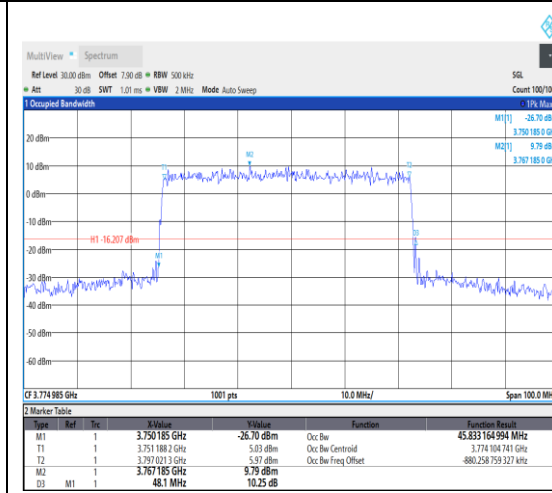 MultiView Spectrum
Ref Level 30.00 dBm Offset 7.90 dB RBW 500 kHz SGL
Att 30 dB SWT 1.01 ms VBW 2 MHz Mode Auto Sweep Count 100/100
1 Occupied Bandwidth 1Pk Max
M1[1] -26.70 dB
3.750 185 0 G
M2[1] 9.79 dB
3.767 185 0 G
20 dBm
M2
10 dBm
0 dBm
-10 dBm
H1 -16.207 dBm
D3
-20 dBm
M1
-30 dBm
-40 dBm
-50 dBm
-60 dBm
CF 3.774 985 GHz 1001 pts 10.0 MHz/ Span 100.0 MH
2 Marker Table
Type Ref Trc X-Value Y-Value Function Function Result
M1 1 3.750 185 GHz -26.70 dBm Occ Bw 45.833 164 994 MHz
T1 1 3.751 188 2 GHz 5.03 dBm Occ Bw Centroid 3.774 104 741 GHz
T2 1 3.797 021 3 GHz 5.97 dBm Occ Bw Freq Offset -880.258 759 327 kHz
M2 1 3.767 185 GHz 9.79 dBm
D3 M1 1 48.1 MHz 10.25 dB